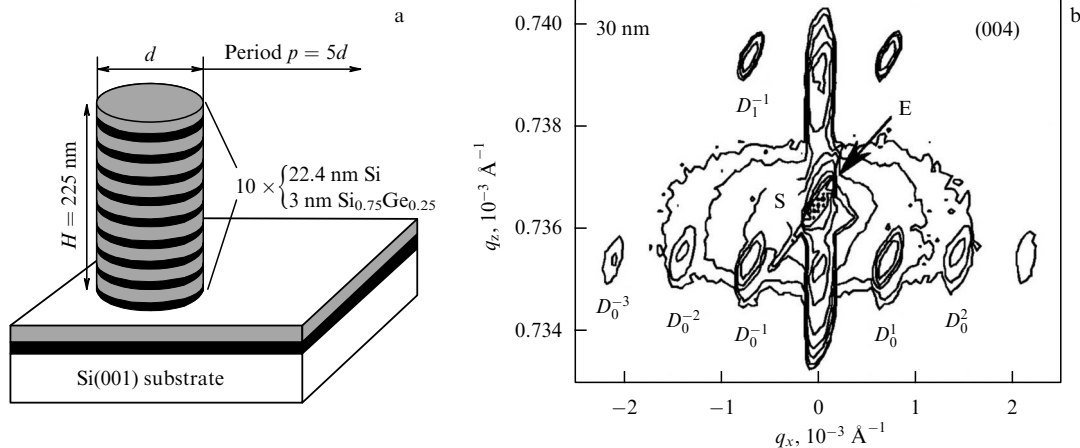 a
d
Period p = 5d
H = 225 nm
10 × { 22.4 nm Si
3 nm Si0.75Ge0.25
Si(001) substrate
b
30 nm
(004)
0.740
0.738
0.736
0.734
qz, 10−3 Å−1
D1−1
E
S
D0−3
D0−2
D0−1
D01
D02
−2
−1
0
1
2
qx, 10−3 Å−1